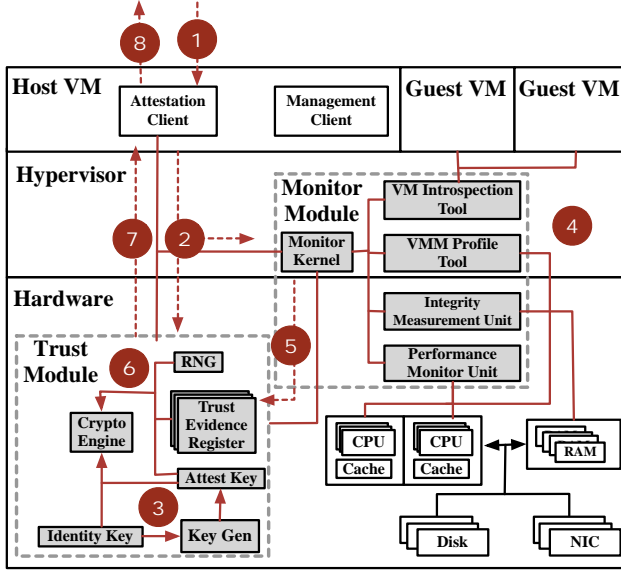 8
1
Host VM
Attestation
Client
Management
Client
Guest VM
Guest VM
Hypervisor
Monitor
Module
VM Introspection
Tool
7
2
4
Monitor
Kernel
VMM Profile
Tool
Hardware
Integrity
Measurement Unit
5
Trust
Module
6
RNG
Performance
Monitor Unit
Crypto
Engine
Trust
Evidence
Register
CPU
Cache
CPU
Cache
RAM
Attest Key
3
Identity Key
Key Gen
Disk
NIC